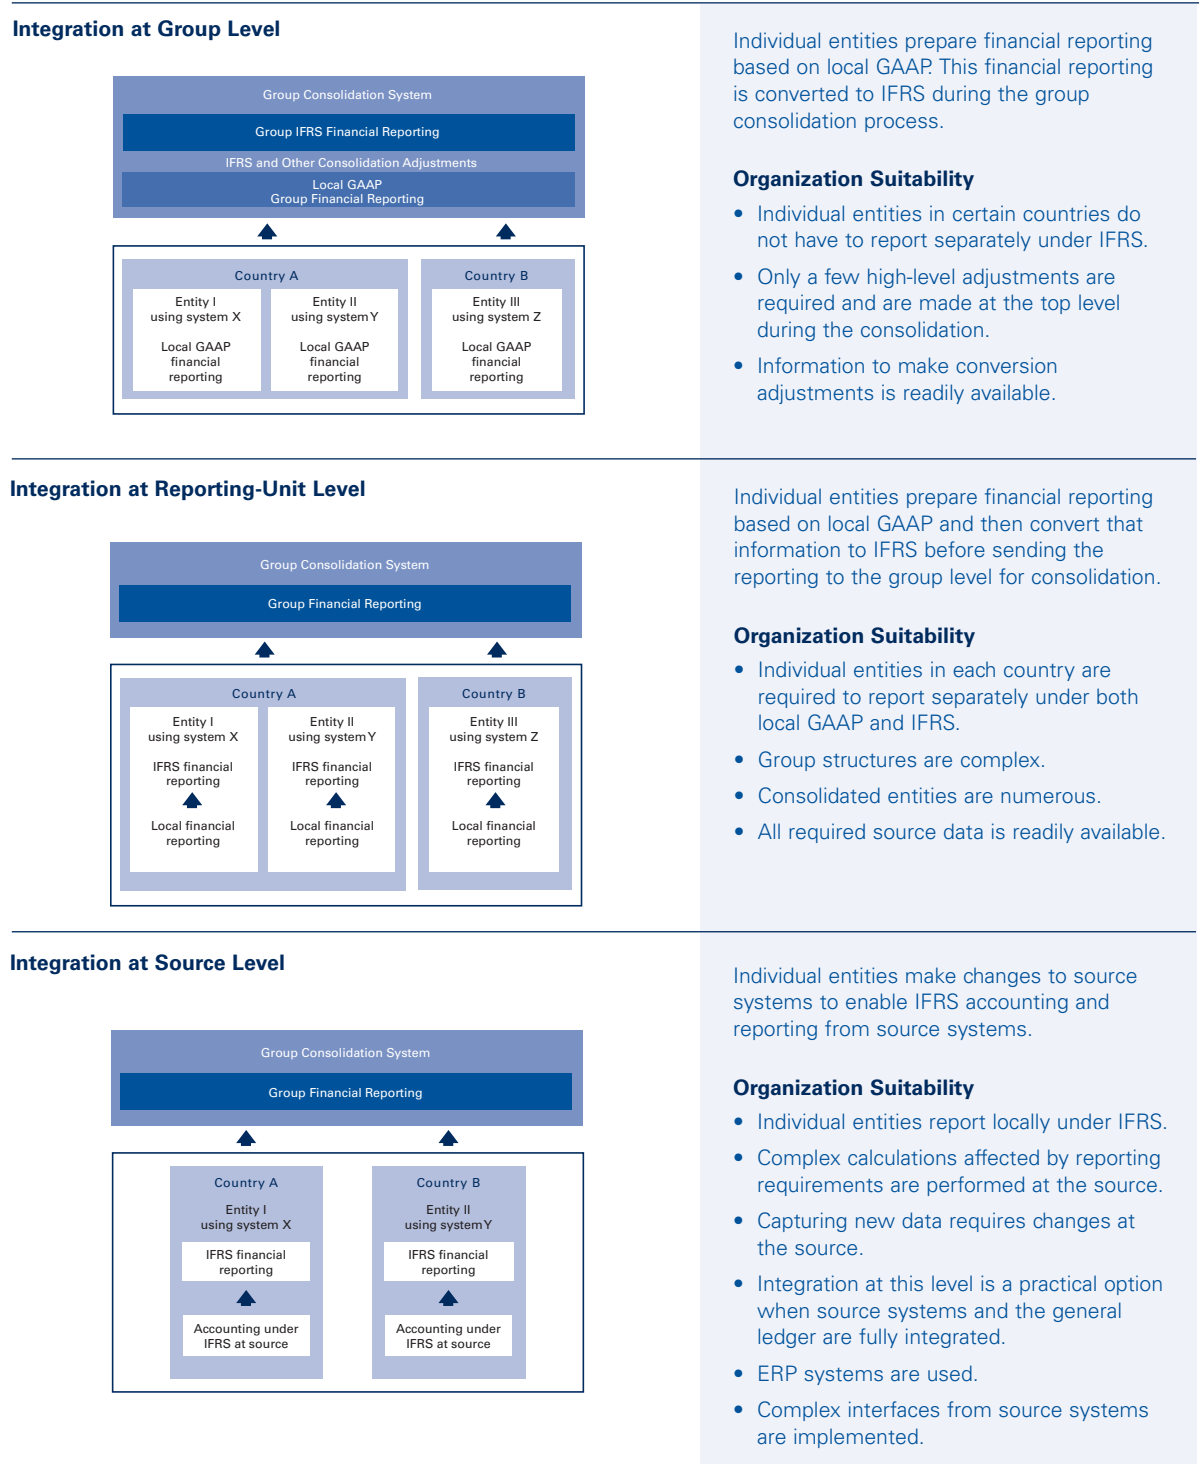 Integration at Group Level
Group Consolidation System
Group IFRS Financial Reporting
IFRS and Other Consolidation Adjustments
Local GAAP
Group Financial Reporting
Country A
Entity I
using system X
Local GAAP
financial
reporting
Entity II
using system Y
Local GAAP
financial
reporting
Country B
Entity III
using system Z
Local GAAP
financial
reporting
Individual entities prepare financial reporting
based on local GAAP. This financial reporting
is converted to IFRS during the group
consolidation process.
Organization Suitability
• Individual entities in certain countries do
not have to report separately under IFRS.
• Only a few high-level adjustments are
required and are made at the top level
during the consolidation.
• Information to make conversion
adjustments is readily available.
Integration at Reporting-Unit Level
Group Consolidation System
Group Financial Reporting
Country A
Entity I
using system X
IFRS financial
reporting
Local financial
reporting
Entity II
using system Y
IFRS financial
reporting
Local financial
reporting
Country B
Entity III
using system Z
IFRS financial
reporting
Local financial
reporting
Individual entities prepare financial reporting
based on local GAAP and then convert that
information to IFRS before sending the
reporting to the group level for consolidation.
Organization Suitability
• Individual entities in each country are
required to report separately under both
local GAAP and IFRS.
• Group structures are complex.
• Consolidated entities are numerous.
• All required source data is readily available.
Integration at Source Level
Group Consolidation System
Group Financial Reporting
Country A
Entity I
using system X
IFRS financial
reporting
Accounting under
IFRS at source
Country B
Entity II
using system Y
IFRS financial
reporting
Accounting under
IFRS at source
Individual entities make changes to source
systems to enable IFRS accounting and
reporting from source systems.
Organization Suitability
• Individual entities report locally under IFRS.
• Complex calculations affected by reporting
requirements are performed at the source.
• Capturing new data requires changes at
the source.
• Integration at this level is a practical option
when source systems and the general
ledger are fully integrated.
• ERP systems are used.
• Complex interfaces from source systems
are implemented.